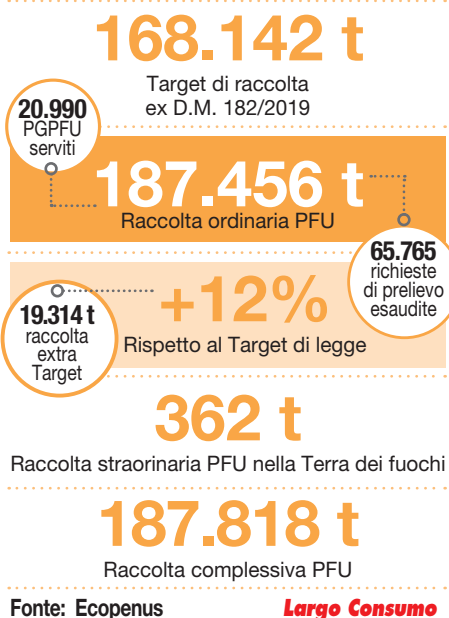 168.142 t
Target di raccolta
ex D.M. 182/2019
20.990
PGPFU
serviti
187.456 t
Raccolta ordinaria PFU
65.765
richieste
di prelievo
esaudite
+12%
Rispetto al Target di legge
19.314 t
raccolta
extra
Target
362 t
Raccolta straorinaria PFU nella Terra dei fuochi
187.818 t
Raccolta complessiva PFU
Fonte: Ecopenus
Largo Consumo